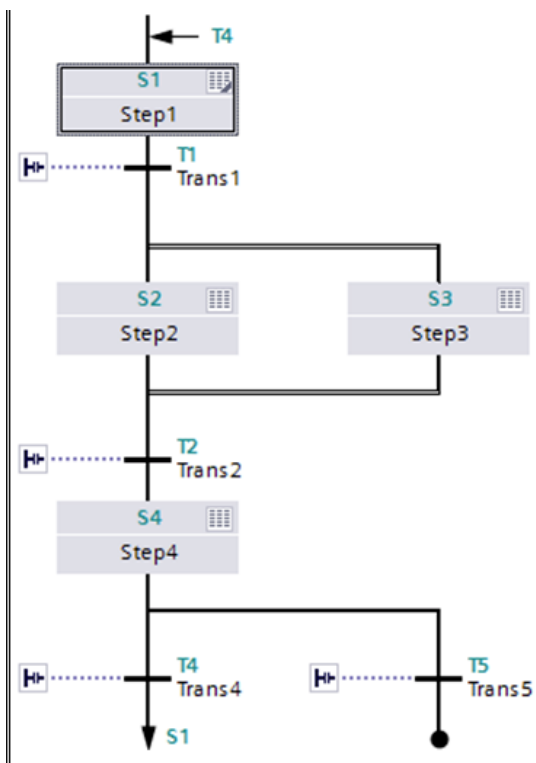 T4
S1
Step1
T1
Trans1
S2
S3
Step2
Step3
T2
Trans2
S4
Step4
T4
Trans4
T5
Trans5
S1